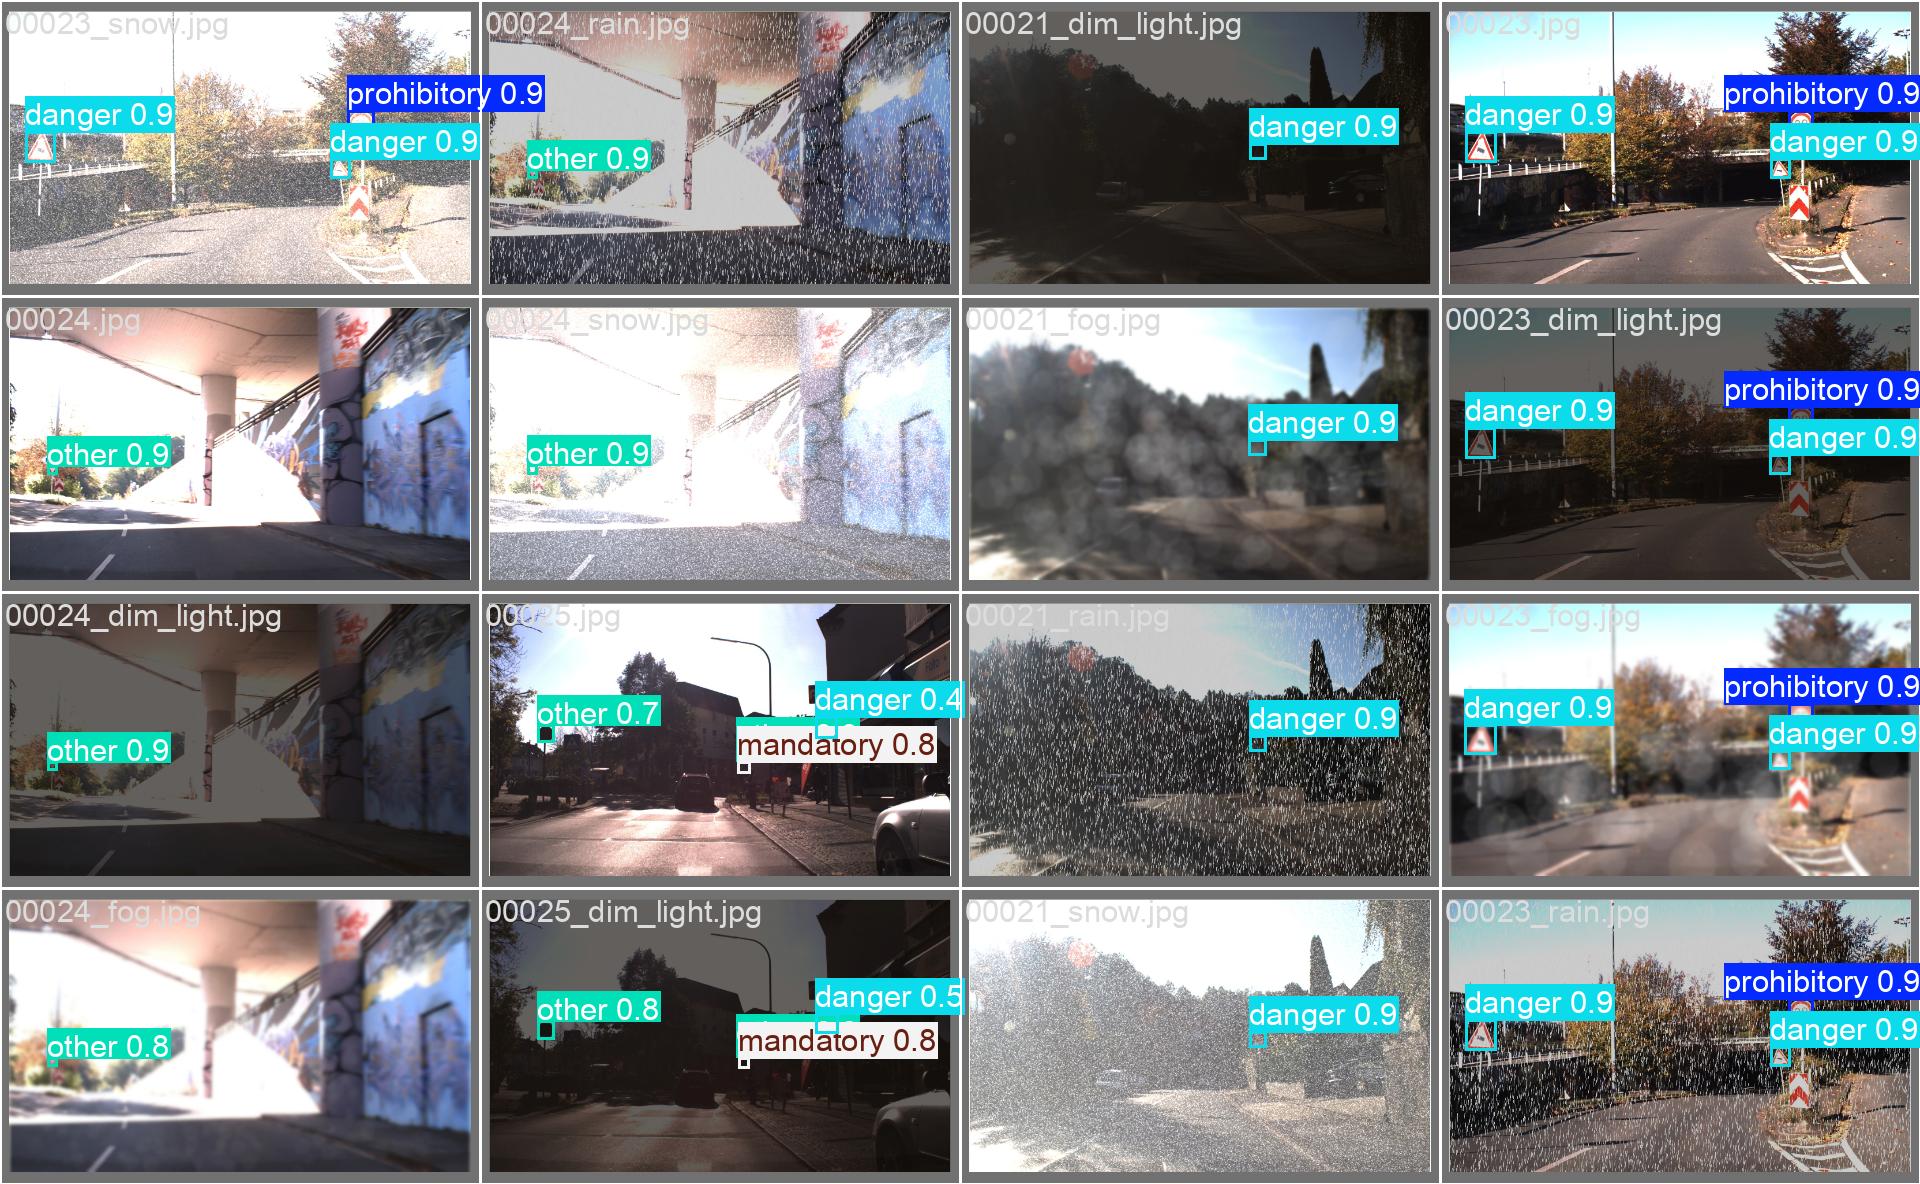 00023_snow.jpg
prohibitory 0.9
danger 0.9
danger 0.9
00024_rain.jpg
other 0.9
00021_dim_light.jpg
danger 0.9
00023.jpg
prohibitory 0.9
danger 0.9
danger 0.9
00024.jpg
other 0.9
00024_snow.jpg
other 0.9
00021_fog.jpg
danger 0.9
00023_dim_light.jpg
prohibitory 0.9
danger 0.9
danger 0.9
00024_dim_light.jpg
other 0.9
00025.jpg
danger 0.4
other 0.7
mandatory 0.8
00021_rain.jpg
danger 0.9
00023_fog.jpg
prohibitory 0.9
danger 0.9
danger 0.9
00024_fog.jpg
other 0.8
00025_dim_light.jpg
danger 0.5
other 0.8
mandatory 0.8
00021_snow.jpg
danger 0.9
00023_rain.jpg
prohibitory 0.9
danger 0.9
danger 0.9